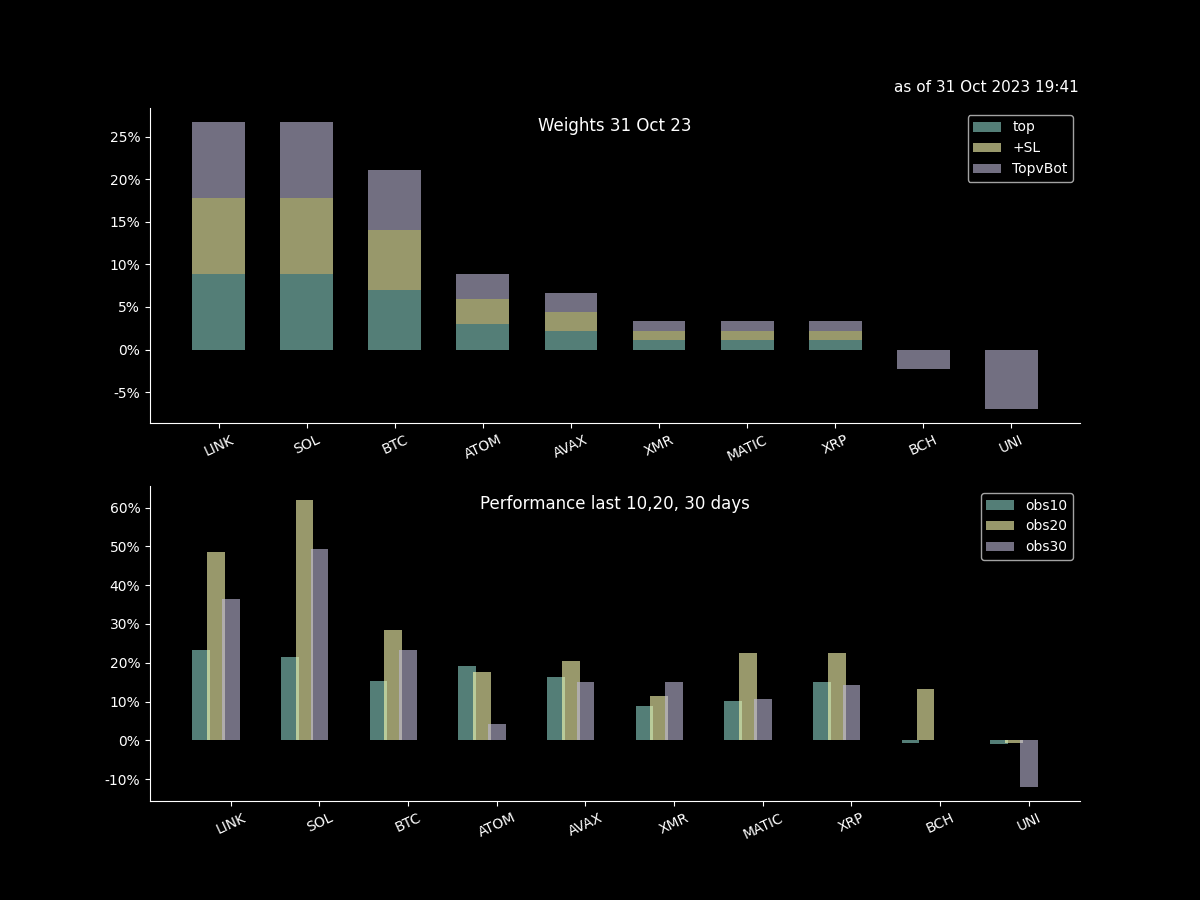 as of 31 Oct 2023 19:41
Weights 31 Oct 23
top
+SL
TopvBot
25%
20%
15%
10%
5%
0%
-5%
LINK SOL BTC ATOM AVAX XMR MATIC XRP BCH UNI
Performance last 10,20, 30 days
obs10
obs20
obs30
60%
50%
40%
30%
20%
10%
0%
-10%
LINK SOL BTC ATOM AVAX XMR MATIC XRP BCH UNI